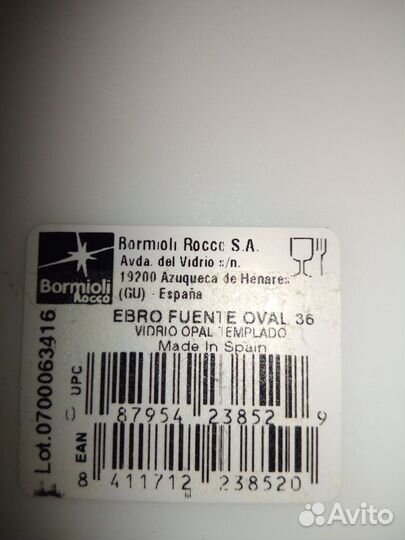 Bormioli Rocco S.A.
Avda. del Vidrio s/n.
19200 Azuqueca de Henares
(GU) - España
Bormioli
Rocco
EBRO FUENTE OVAL 36
VIDRIO OPAL TEMPLADO
Made In Spain
Lot.0700063416
UPC
0 87954 23852 9
EAN
8 411712 238520
Avito